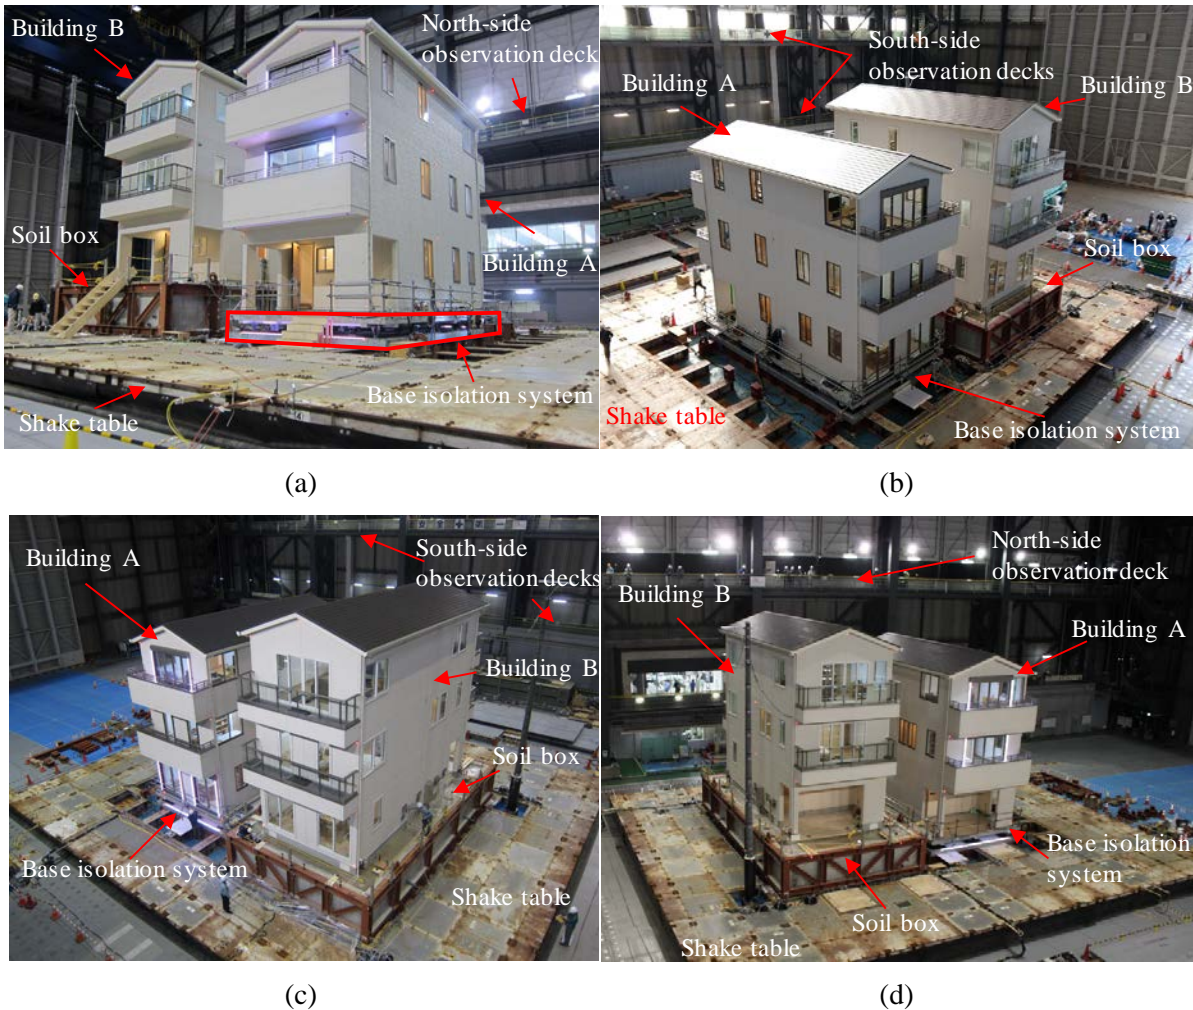 Building B
North-side
observation deck
Soil box
Building A
Base isolation system
Shake table
(a)
South-side
observation decks
Building A
Building B
Soil box
Shake table
Base isolation system
(b)
Building A
South-side
observation decks
Building B
Soil box
Base isolation system
Shake table
(c)
North-side
observation deck
Building B
Building A
Base isolation
system
Soil box
Shake table
(d)